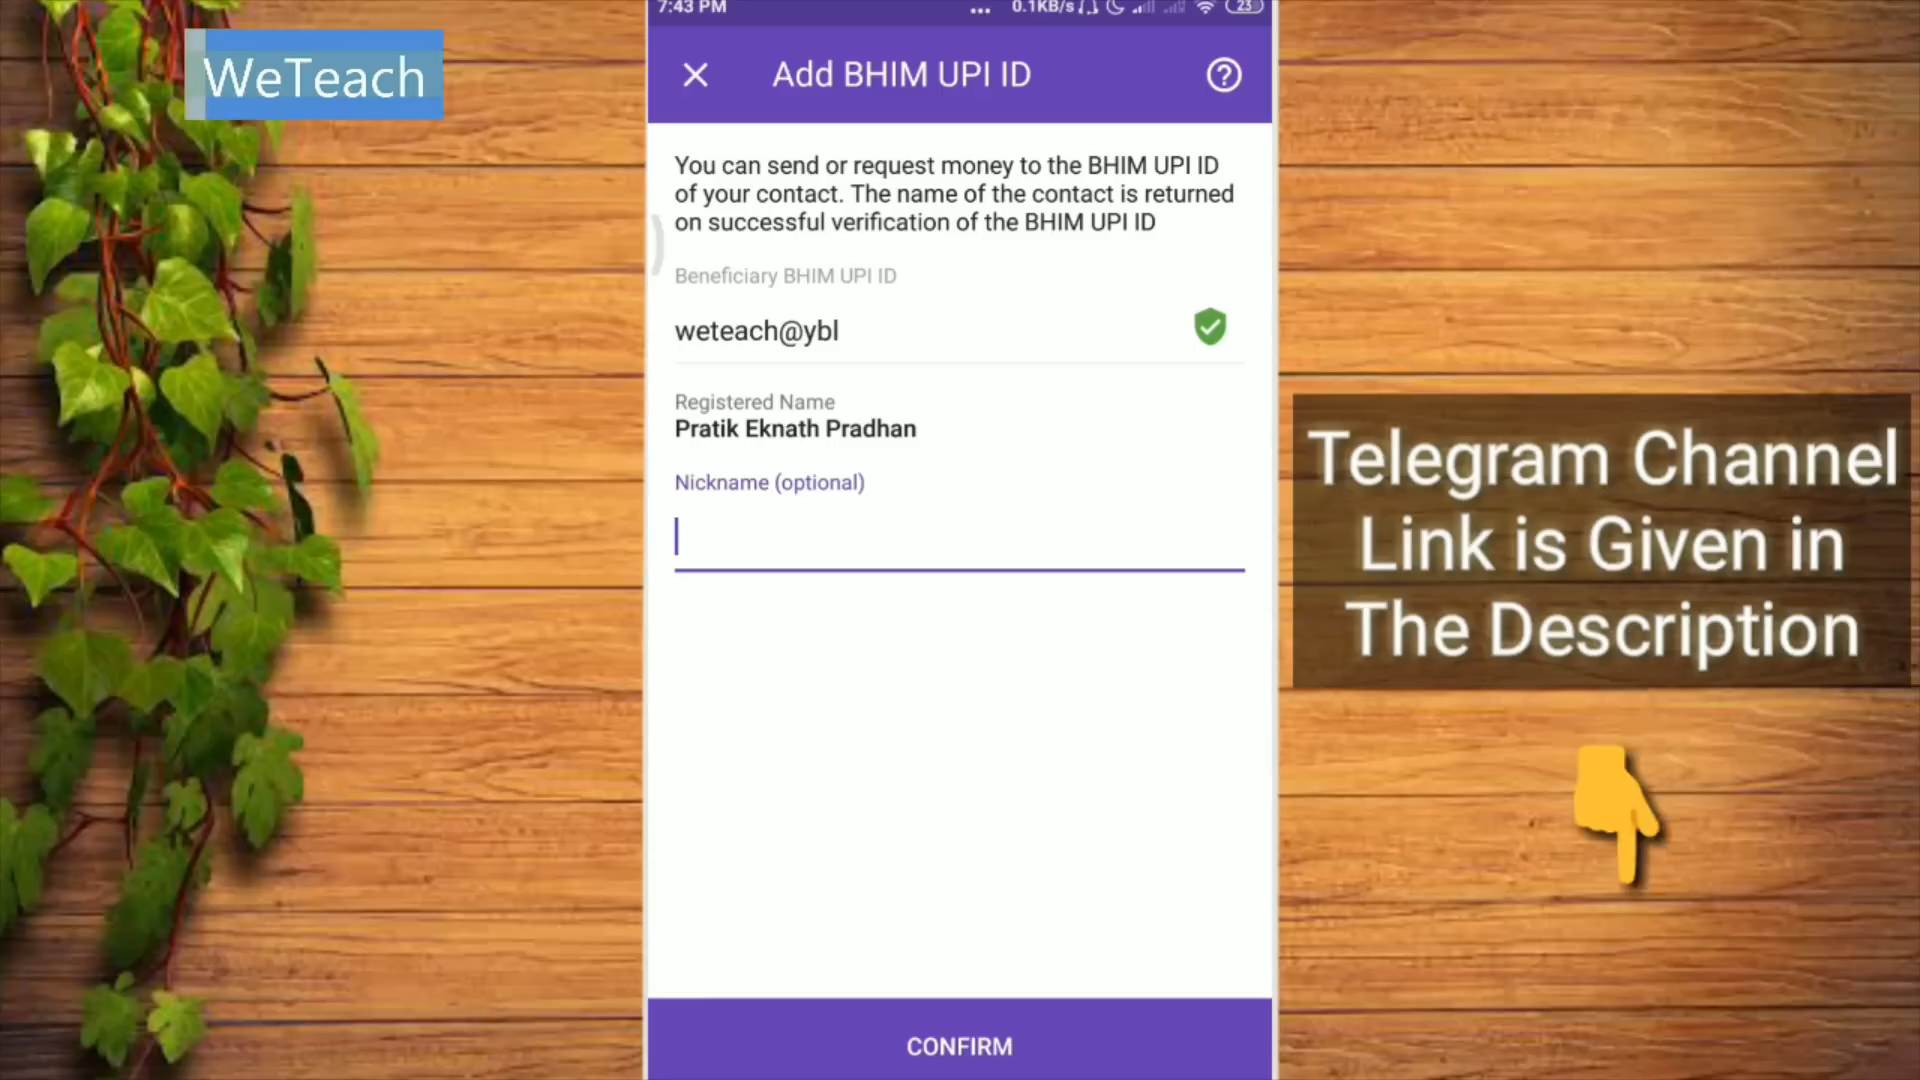 7:43 PM
... 0.1KB/s 23
WeTeach
Add BHIM UPI ID
You can send or request money to the BHIM UPI ID
of your contact. The name of the contact is returned
on successful verification of the BHIM UPI ID
Beneficiary BHIM UPI ID
weteach@ybl
Registered Name
Pratik Eknath Pradhan
Nickname (optional)
Telegram Channel
Link is Given in
The Description
CONFIRM